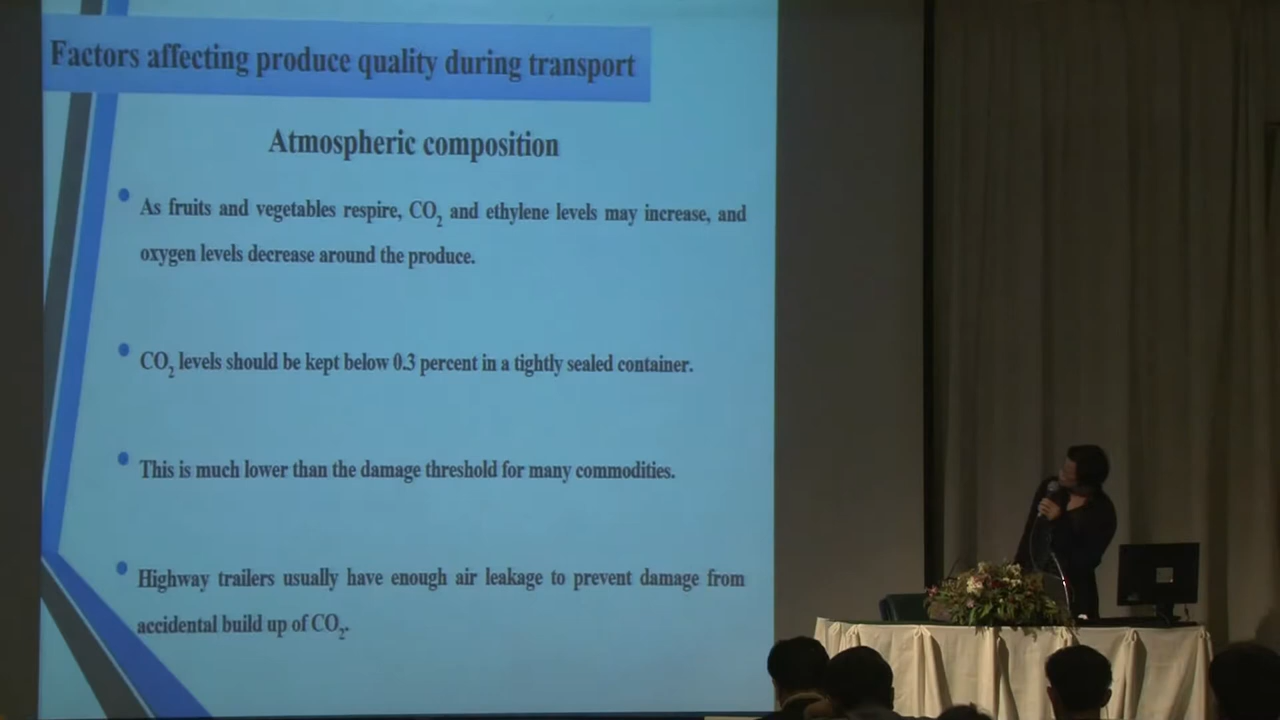 Factors affecting produce quality during transport
Atmospheric composition
• As fruits and vegetables respire, CO₂ and ethylene levels may increase, and
oxygen levels decrease around the produce.
• CO₂ levels should be kept below 0.3 percent in a tightly sealed container.
• This is much lower than the damage threshold for many commodities.
• Highway trailers usually have enough air leakage to prevent damage from
accidental build up of CO₂.